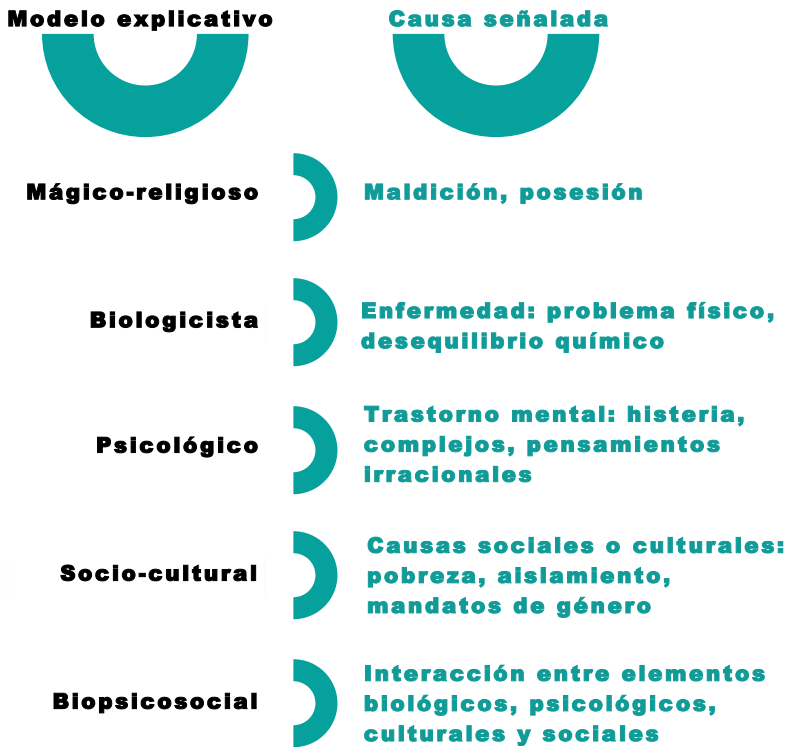 Modelo explicativo
Causa señalada
Mágico-religioso
Maldición, posesión
Biologicista
Enfermedad: problema físico,
desequilibrio químico
Psicológico
Trastorno mental: histeria,
complejos, pensamientos
irracionales
Socio-cultural
Causas sociales o culturales:
pobreza, aislamiento,
mandatos de género
Biopsicosocial
Interacción entre elementos
biológicos, psicológicos,
culturales y sociales